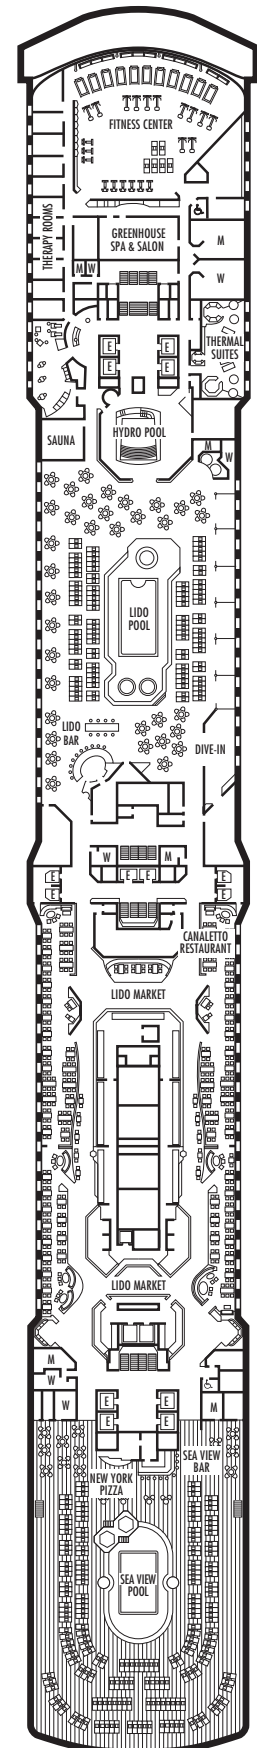 FITNESS CENTER
THERAPY ROOMS
GREENHOUSE
SPA & SALON
M
M W
W
E E
E E
THERMAL
SUITES
HYDRO POOL
SAUNA
M
W
LIDO
POOL
LIDO
BAR
DIVE-IN
W M
E E E E
E E
CANALETTO
RESTAURANT
LIDO MARKET
LIDO MARKET
M
W
W M
E E
E E
SEA VIEW
BAR
NEW YORK
PIZZA
SEA VIEW
POOL